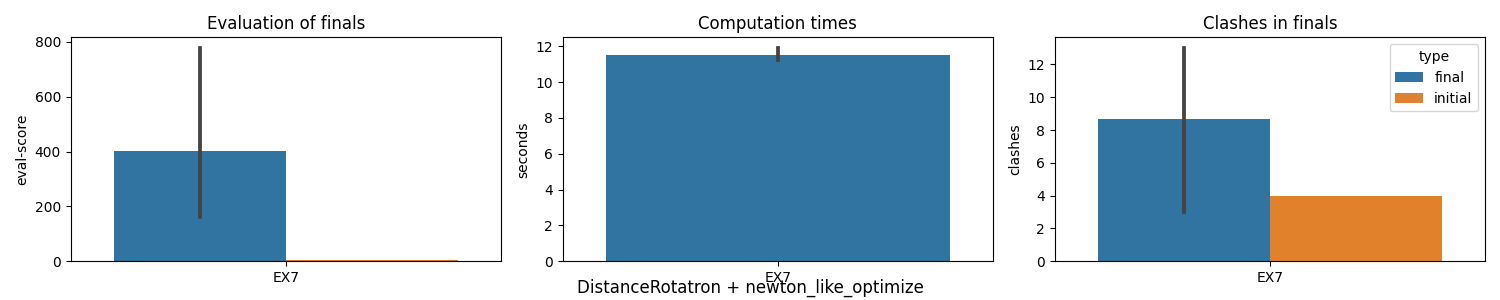 Evaluation of finals
eval-score
800
600
400
200
0
EX7
Computation times
seconds
12
10
8
6
4
2
0
EX7
Clashes in finals
clashes
12
10
8
6
4
2
0
EX7
type
final
initial
DistanceRotatron + newton_like_optimize